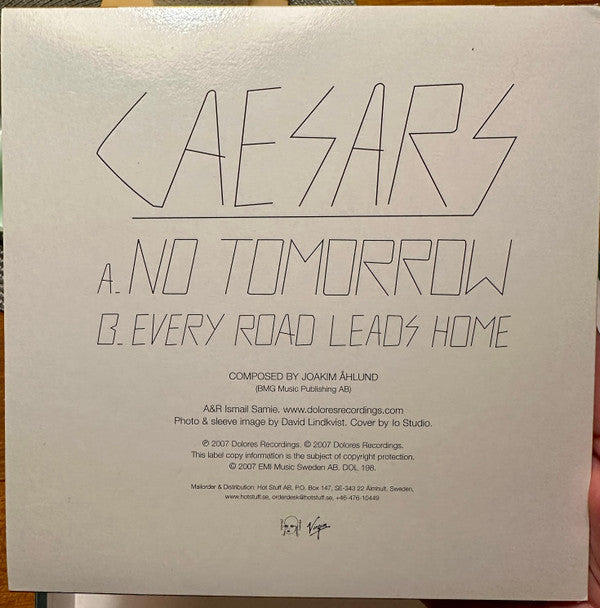 CAESARS
A. NO TOMORROW
B. EVERY ROAD LEADS HOME
COMPOSED BY JOAKIM ÅHLUND
(BMG Music Publishing AB)
A&R Ismail Samie. www.doloresrecordings.com
Photo & sleeve image by David Lindkvist. Cover by Io Studio.
℗ 2007 Dolores Recordings. © 2007 Dolores Recordings.
This label copy information is the subject of copyright protection.
© 2007 EMI Music Sweden AB. DOL 198.
Mailorder & Distribution: Hot Stuff AB, P.O. Box 147, SE-343 22 Älmhult, Sweden,
www.hotstuff.se, orderdesk@hotstuff.se, +46-476-10449
Virgin